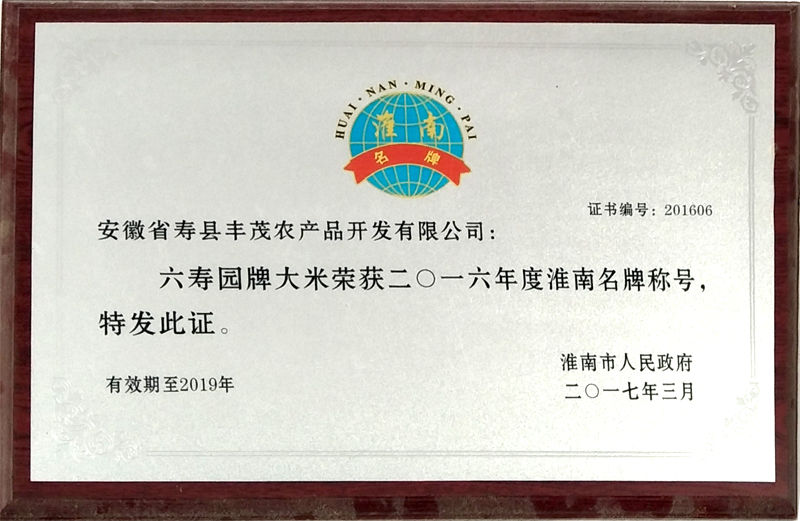 HUAI·NAN·MING·PAI
淮南
名牌
证书编号：201606
安徽省寿县丰茂农产品开发有限公司：
六寿园牌大米荣获二〇一六年度淮南名牌称号，
特发此证。
淮南市人民政府
有效期至2019年
二〇一七年三月